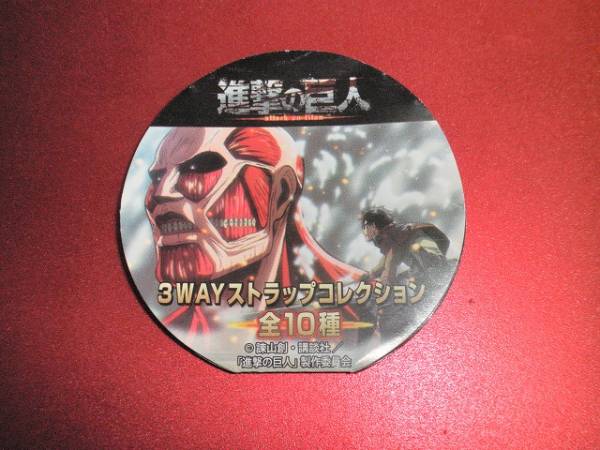 進撃の巨人
attack on titan
3WAYストラップコレクション
全10種
© 諫山創・講談社／
「進撃の巨人」製作委員会